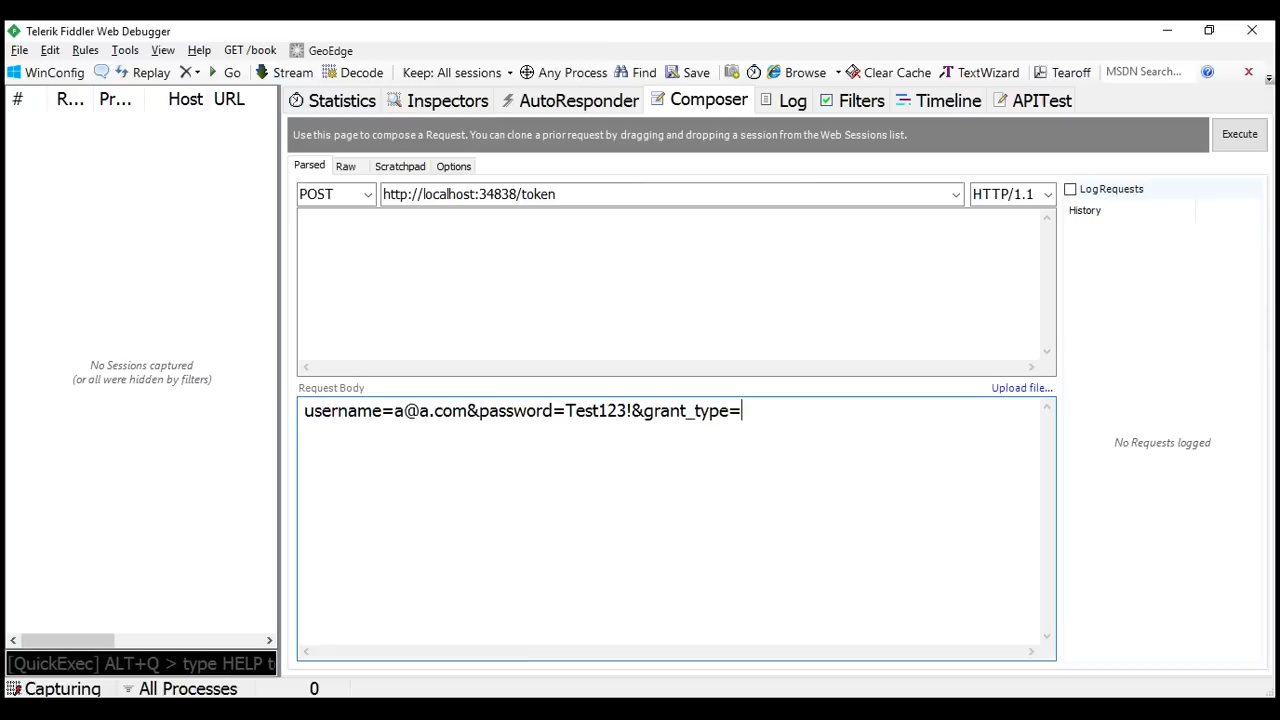 Telerik Fiddler Web Debugger
File Edit Rules Tools View Help GET /book GeoEdge
WinConfig Replay Go Stream Decode Keep: All sessions Any Process Find Save Browse Clear Cache TextWizard Tearoff MSDN Search... x
# R... Pr... Host URL
Statistics Inspectors AutoResponder Composer Log Filters Timeline APITest
Use this page to compose a Request. You can clone a prior request by dragging and dropping a session from the Web Sessions list.
Execute
Parsed Raw Scratchpad Options
POST http://localhost:34838/token HTTP/1.1
Log Requests
History
No Sessions captured
(or all were hidden by filters)
Request Body Upload file...
username=a@a.com&password=Test123!&grant_type=
No Requests logged
[QuickExec] ALT+Q > type HELP to
Capturing All Processes 0